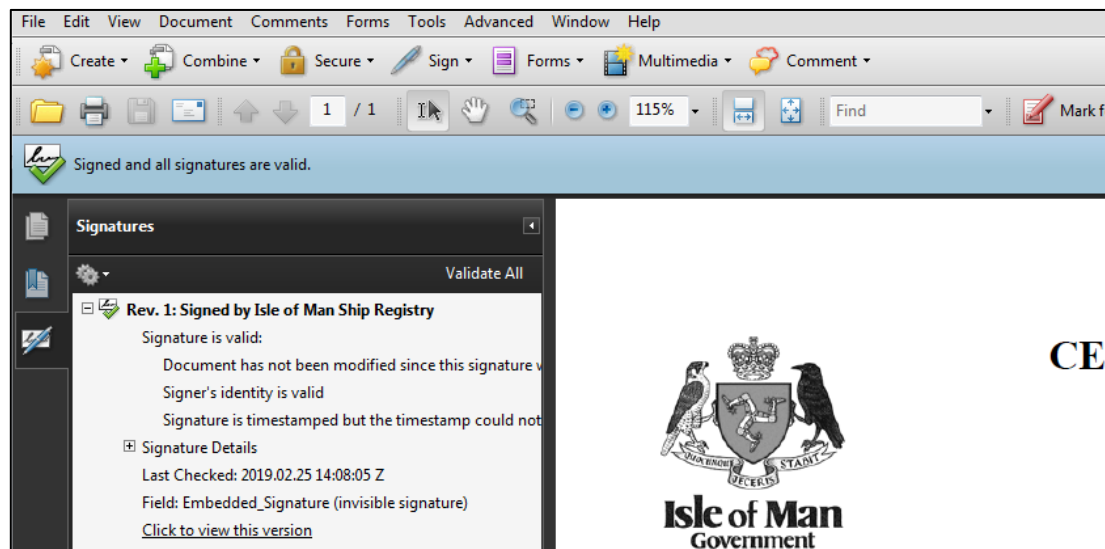 File Edit View Document Comments Forms Tools Advanced Window Help
Create Combine Secure Sign Forms Multimedia Comment
1 / 1 115% Find Mark f
Signed and all signatures are valid.
Signatures
Validate All
Rev. 1: Signed by Isle of Man Ship Registry
Signature is valid:
Document has not been modified since this signature w
Signer's identity is valid
Signature is timestamped but the timestamp could not
Signature Details
Last Checked: 2019.02.25 14:08:05 Z
Field: Embedded_Signature (invisible signature)
Click to view this version
CE
QUOCUNQUE JECERIS STABIT
Isle of Man
Government